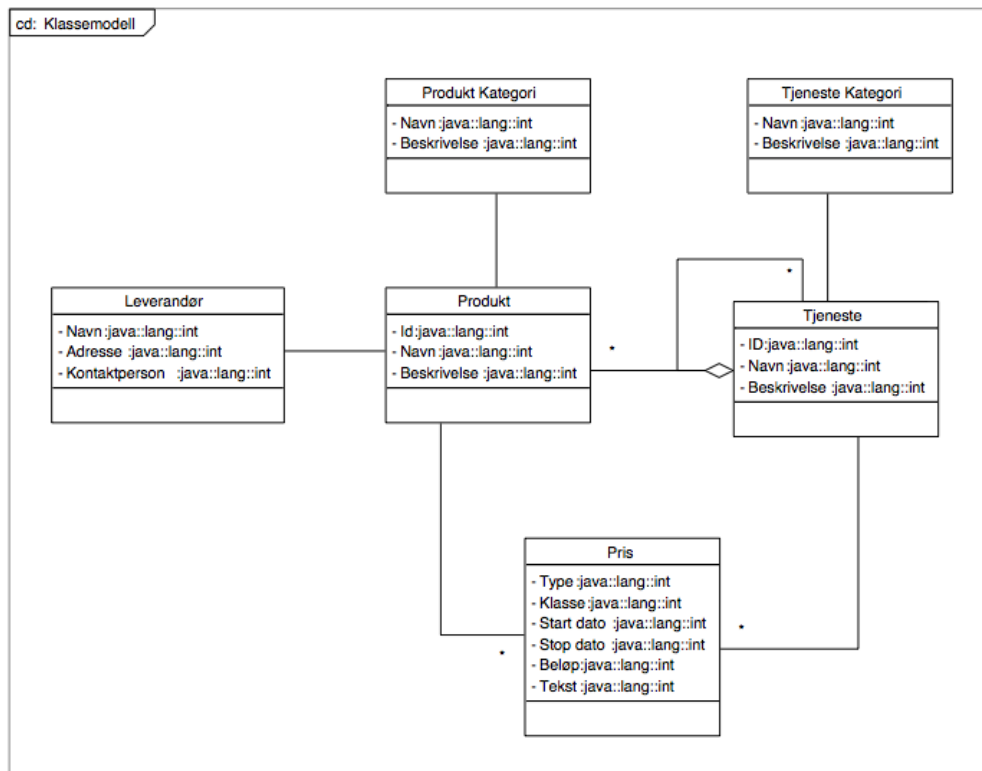 cd: Klassemodell
Produkt Kategori
- Navn :java::lang::int
- Beskrivelse :java::lang::int
Tjeneste Kategori
- Navn :java::lang::int
- Beskrivelse :java::lang::int
Leverandør
- Navn :java::lang::int
- Adresse :java::lang::int
- Kontaktperson :java::lang::int
Produkt
- Id:java::lang::int
- Navn :java::lang::int
- Beskrivelse :java::lang::int
*
*
Tjeneste
- ID:java::lang::int
- Navn :java::lang::int
- Beskrivelse :java::lang::int
Pris
- Type :java::lang::int
- Klasse:java::lang::int
- Start dato :java::lang::int
- Stop dato :java::lang::int
- Beløp:java::lang::int
- Tekst :java::lang::int
*
*